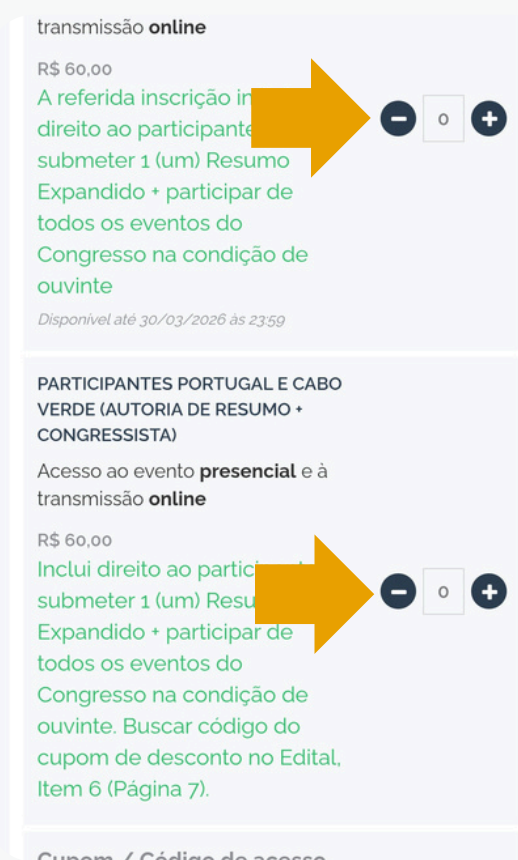 transmissão online
R$ 60,00
A referida inscrição
direito ao participante
submeter 1 (um) Resumo
Expandido + participar de
todos os eventos do
Congresso na condição de
ouvinte
Disponível até 30/03/2026 às 23:59
0
PARTICIPANTES PORTUGAL E CABO
VERDE (AUTORIA DE RESUMO +
CONGRESSISTA)
Acesso ao evento presencial e à
transmissão online
R$ 60,00
Inclui direito ao
submeter 1 (um)
Expandido + participar de
todos os eventos do
Congresso na condição de
ouvinte. Buscar código do
cupom de desconto no Edital,
Item 6 (Página 7).
0
Cupom / Código de acesso